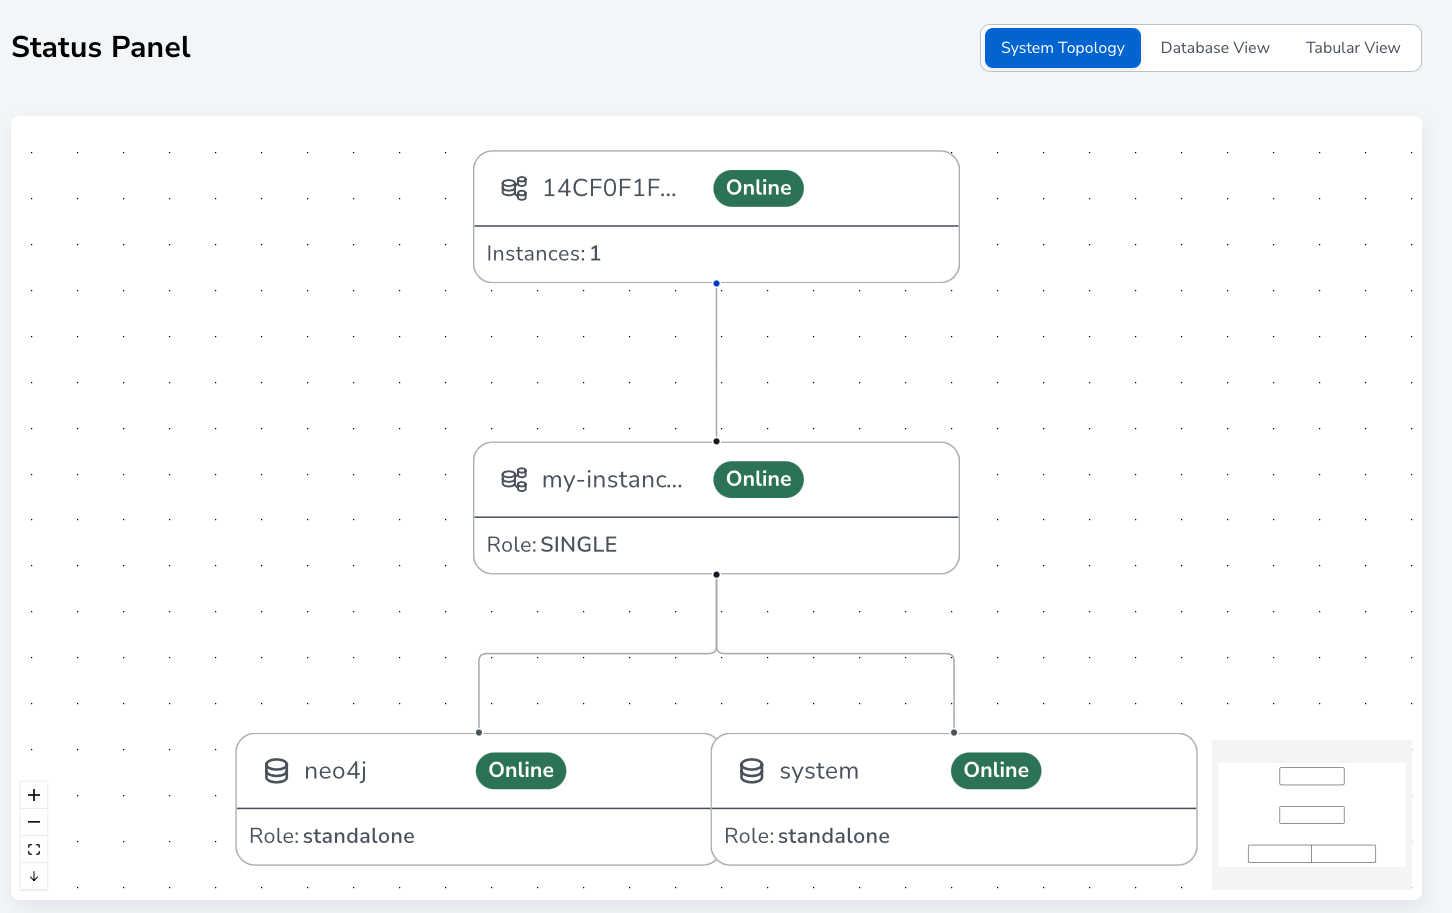 Status Panel
System Topology
Database View
Tabular View
14CF0F1F...
Online
Instances: 1
my-instanc...
Online
Role: SINGLE
neo4j
Online
Role: standalone
system
Online
Role: standalone